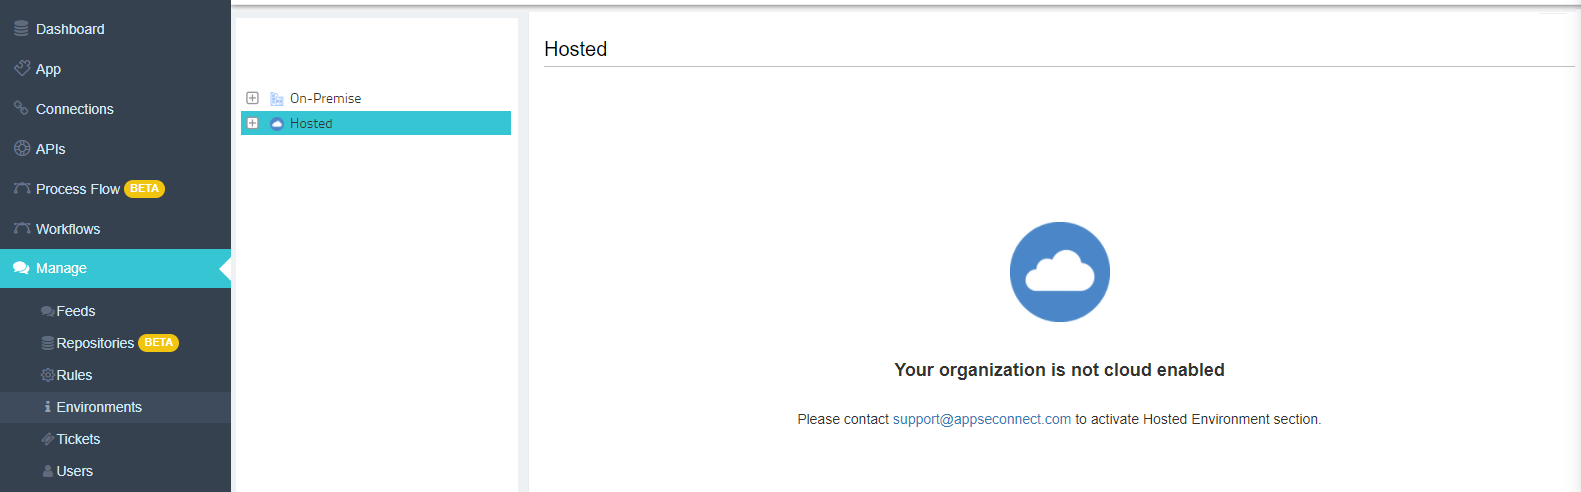 Dashboard
App
Connections
APIs
Process Flow BETA
Workflows
Manage
Feeds
Repositories BETA
Rules
Environments
Tickets
Users
On-Premise
Hosted
Hosted
Your organization is not cloud enabled
Please contact support@appseconnect.com to activate Hosted Environment section.